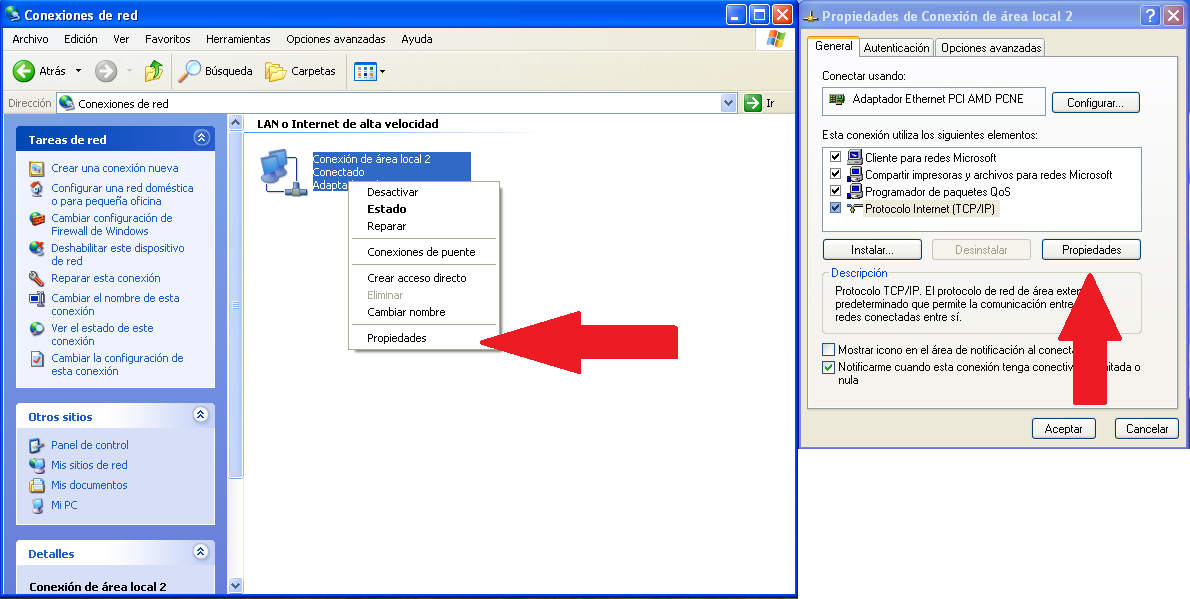 Conexiones de red
Archivo Edición Ver Favoritos Herramientas Opciones avanzadas Ayuda
Atrás Búsqueda Carpetas
Dirección Conexiones de red Ir
Tareas de red
Crear una conexión nueva
Configurar una red doméstica
o para pequeña oficina
Cambiar configuración de
Firewall de Windows
Deshabilitar este dispositivo
de red
Reparar esta conexión
Cambiar el nombre de esta
conexión
Ver el estado de este
conexión
Cambiar la configuración de
esta conexión
Otros sitios
Panel de control
Mis sitios de red
Mis documentos
Mi PC
Detalles
Conexión de área local 2
LAN o Internet de alta velocidad
Conexión de área local 2
Conectado
Adapta
Desactivar
Estado
Reparar
Conexiones de puente
Crear acceso directo
Eliminar
Cambiar nombre
Propiedades
Propiedades de Conexión de área local 2
General Autenticación Opciones avanzadas
Conectar usando:
Adaptador Ethernet PCI AMD PCNE
Configurar...
Esta conexión utiliza los siguientes elementos:
Cliente para redes Microsoft
Compartir impresoras y archivos para redes Microsoft
Programador de paquetes QoS
Protocolo Internet (TCP/IP)
Instalar... Desinstalar Propiedades
Descripción
Protocolo TCP/IP. El protocolo de red de área exten
predeterminado que permite la comunicación entre
redes conectadas entre sí.
Mostrar icono en el área de notificación al conecta
Notificarme cuando esta conexión tenga conectiv itada o
nula
Aceptar Cancelar